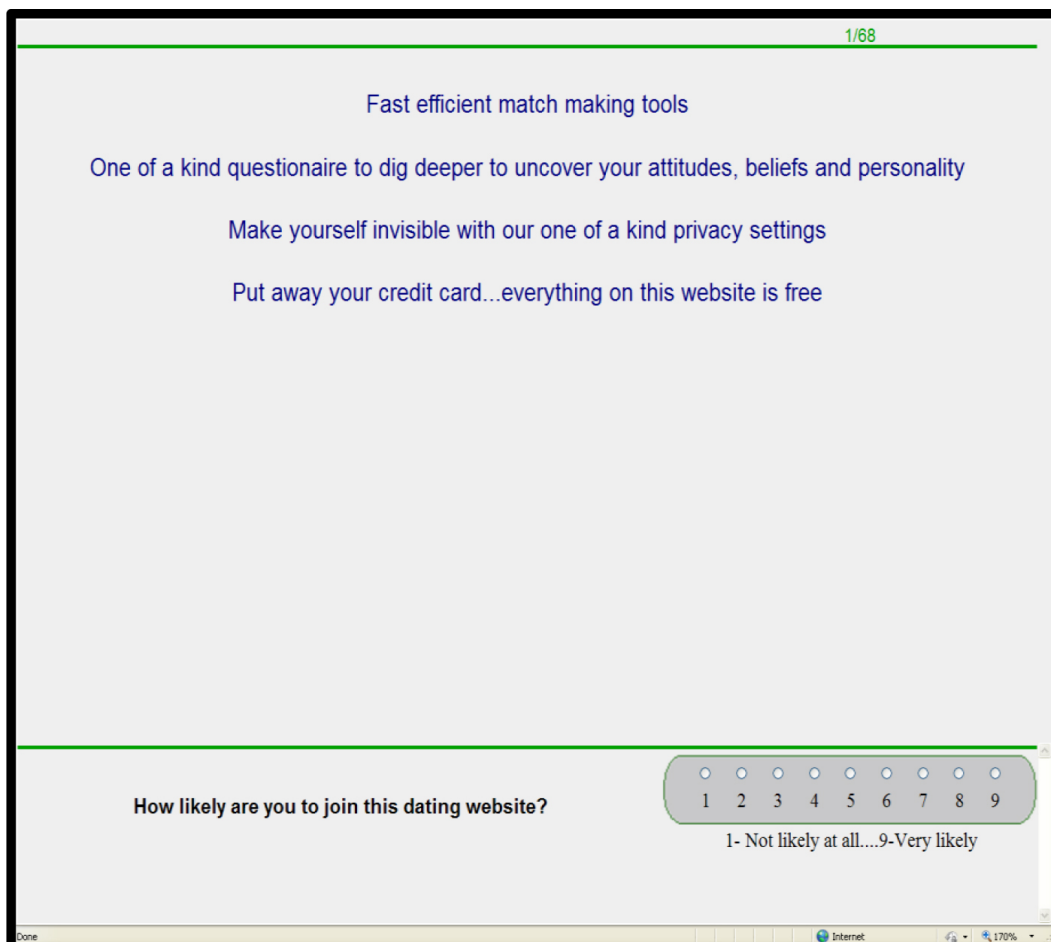 1/68
Fast efficient match making tools
One of a kind questionaire to dig deeper to uncover your attitudes, beliefs and personality
Make yourself invisible with our one of a kind privacy settings
Put away your credit card...everything on this website is free
How likely are you to join this dating website?
1 2 3 4 5 6 7 8 9
1- Not likely at all....9-Very likely
Done Internet 170%